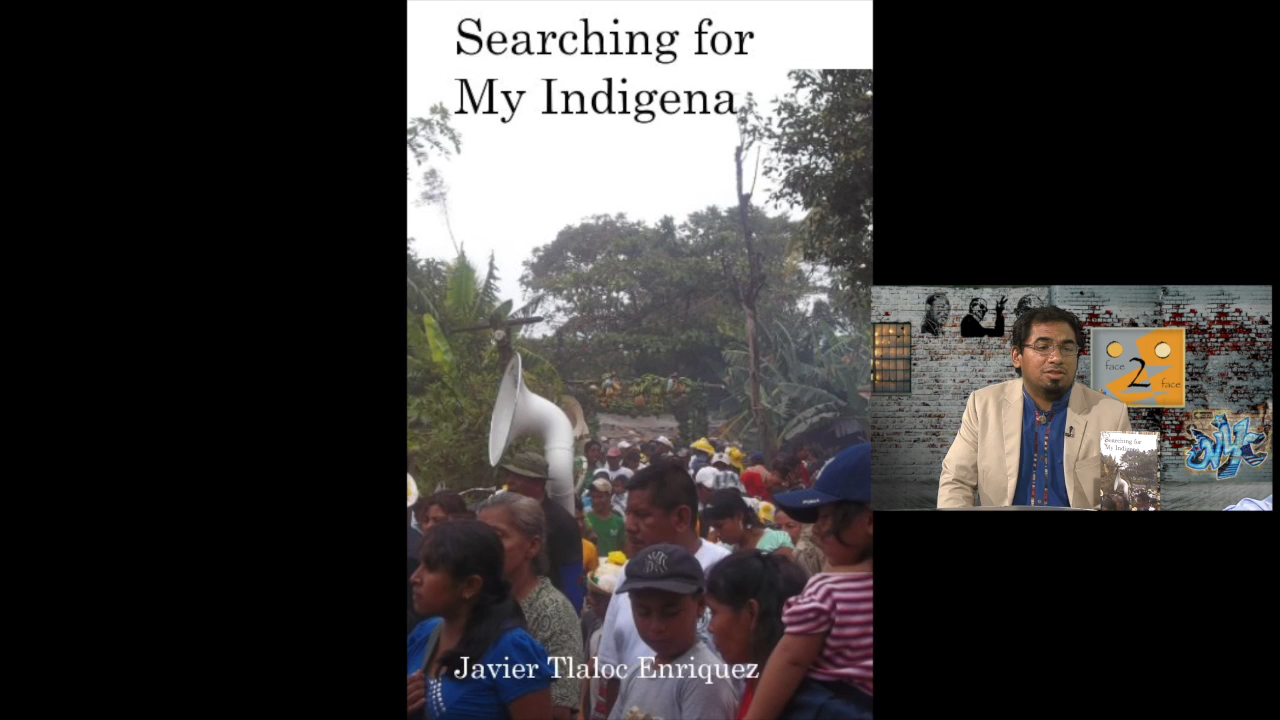 Searching for
My Indigena
Javier Tlaloc Enriquez
face
2
face
Searching for
My Indigena